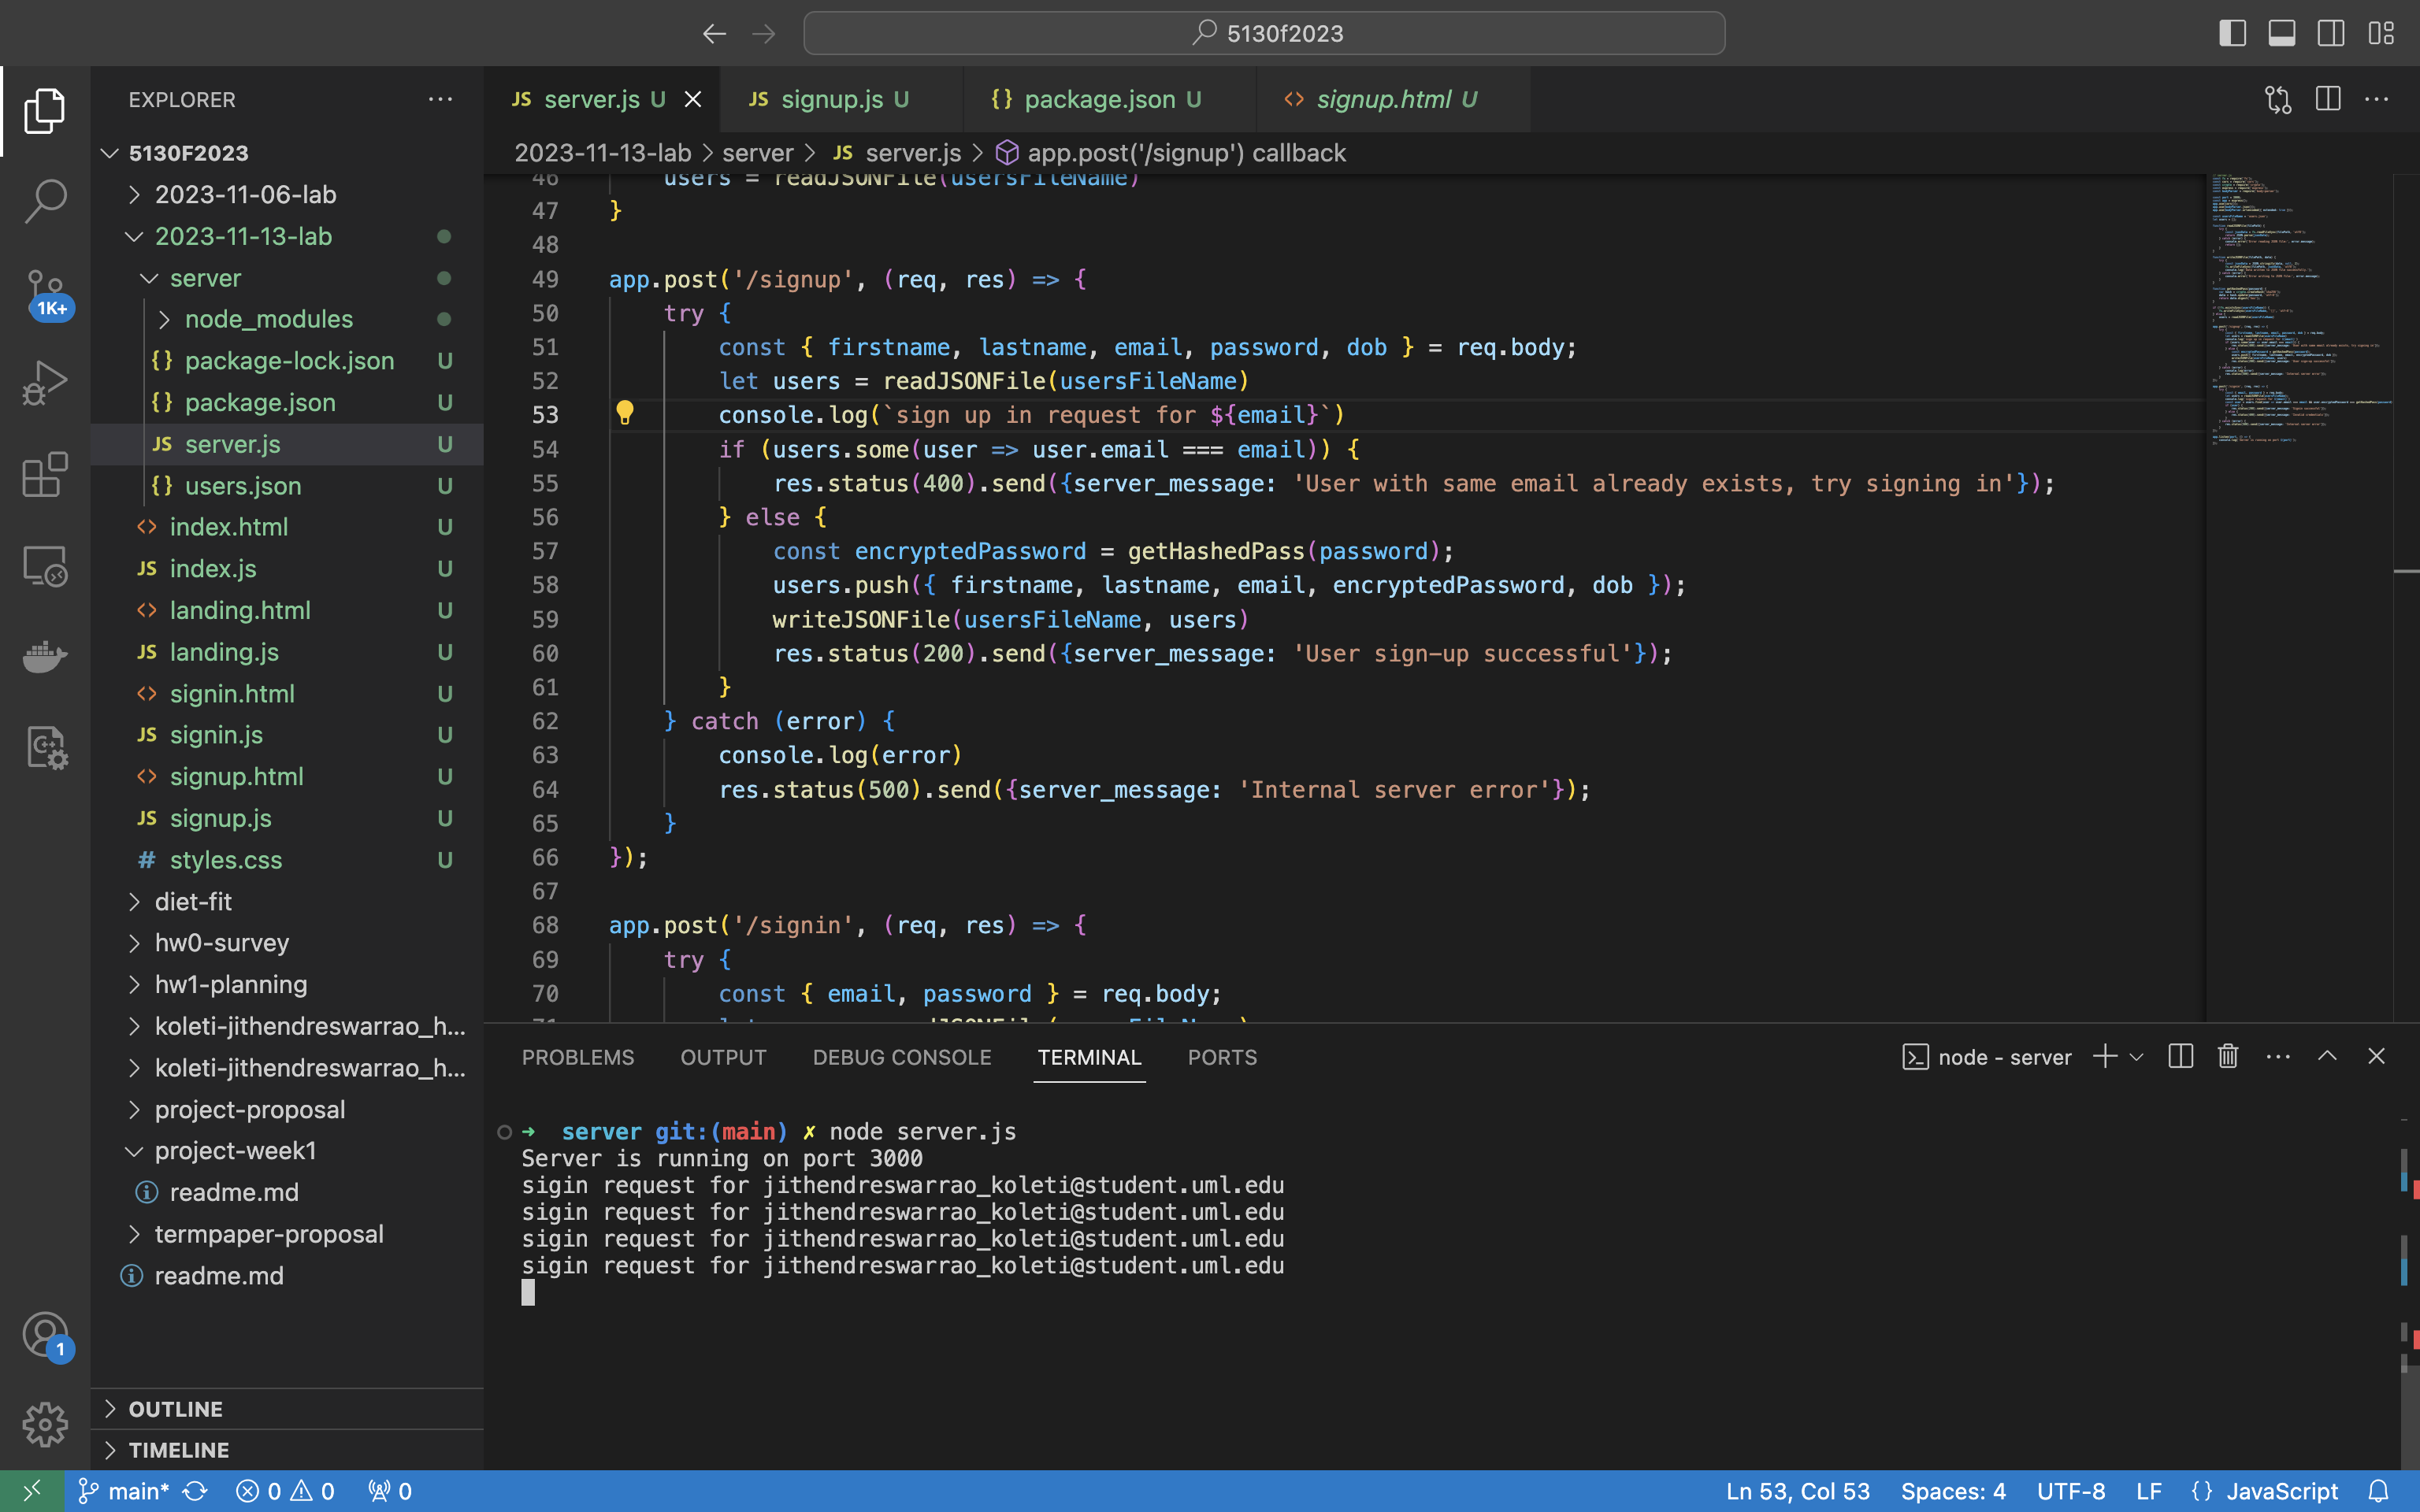 5130f2023
EXPLORER
5130F2023
2023-11-06-lab
2023-11-13-lab
server
node_modules
package-lock.json U
package.json U
server.js U
users.json U
index.html U
index.js U
landing.html U
landing.js U
signin.html U
signin.js U
signup.html U
signup.js U
styles.css U
diet-fit
hw0-survey
hw1-planning
koleti-jithendreswarrao_h...
koleti-jithendreswarrao_h...
project-proposal
project-week1
readme.md
termpaper-proposal
readme.md
OUTLINE
TIMELINE
1K+
1
JS server.js U
JS signup.js U
{} package.json U
<> signup.html U
2023-11-13-lab > server > JS server.js > app.post('/signup') callback
46 users = readJSONFile(usersFileName)
47 }
48
49 app.post('/signup', (req, res) => {
50 try {
51 const { firstname, lastname, email, password, dob } = req.body;
52 let users = readJSONFile(usersFileName)
53 console.log(`sign up in request for ${email}`)
54 if (users.some(user => user.email === email)) {
55 res.status(400).send({server_message: 'User with same email already exists, try signing in'});
56 } else {
57 const encryptedPassword = getHashedPass(password);
58 users.push({ firstname, lastname, email, encryptedPassword, dob });
59 writeJSONFile(usersFileName, users)
60 res.status(200).send({server_message: 'User sign-up successful'});
61 }
62 } catch (error) {
63 console.log(error)
64 res.status(500).send({server_message: 'Internal server error'});
65 }
66 });
67
68 app.post('/signin', (req, res) => {
69 try {
70 const { email, password } = req.body;
PROBLEMS OUTPUT DEBUG CONSOLE TERMINAL PORTS
node - server
➜ server git:(main) ✗ node server.js
Server is running on port 3000
sigin request for jithendreswarrao_koleti@student.uml.edu
sigin request for jithendreswarrao_koleti@student.uml.edu
sigin request for jithendreswarrao_koleti@student.uml.edu
sigin request for jithendreswarrao_koleti@student.uml.edu
main* 0 0 0
Ln 53, Col 53 Spaces: 4 UTF-8 LF {} JavaScript